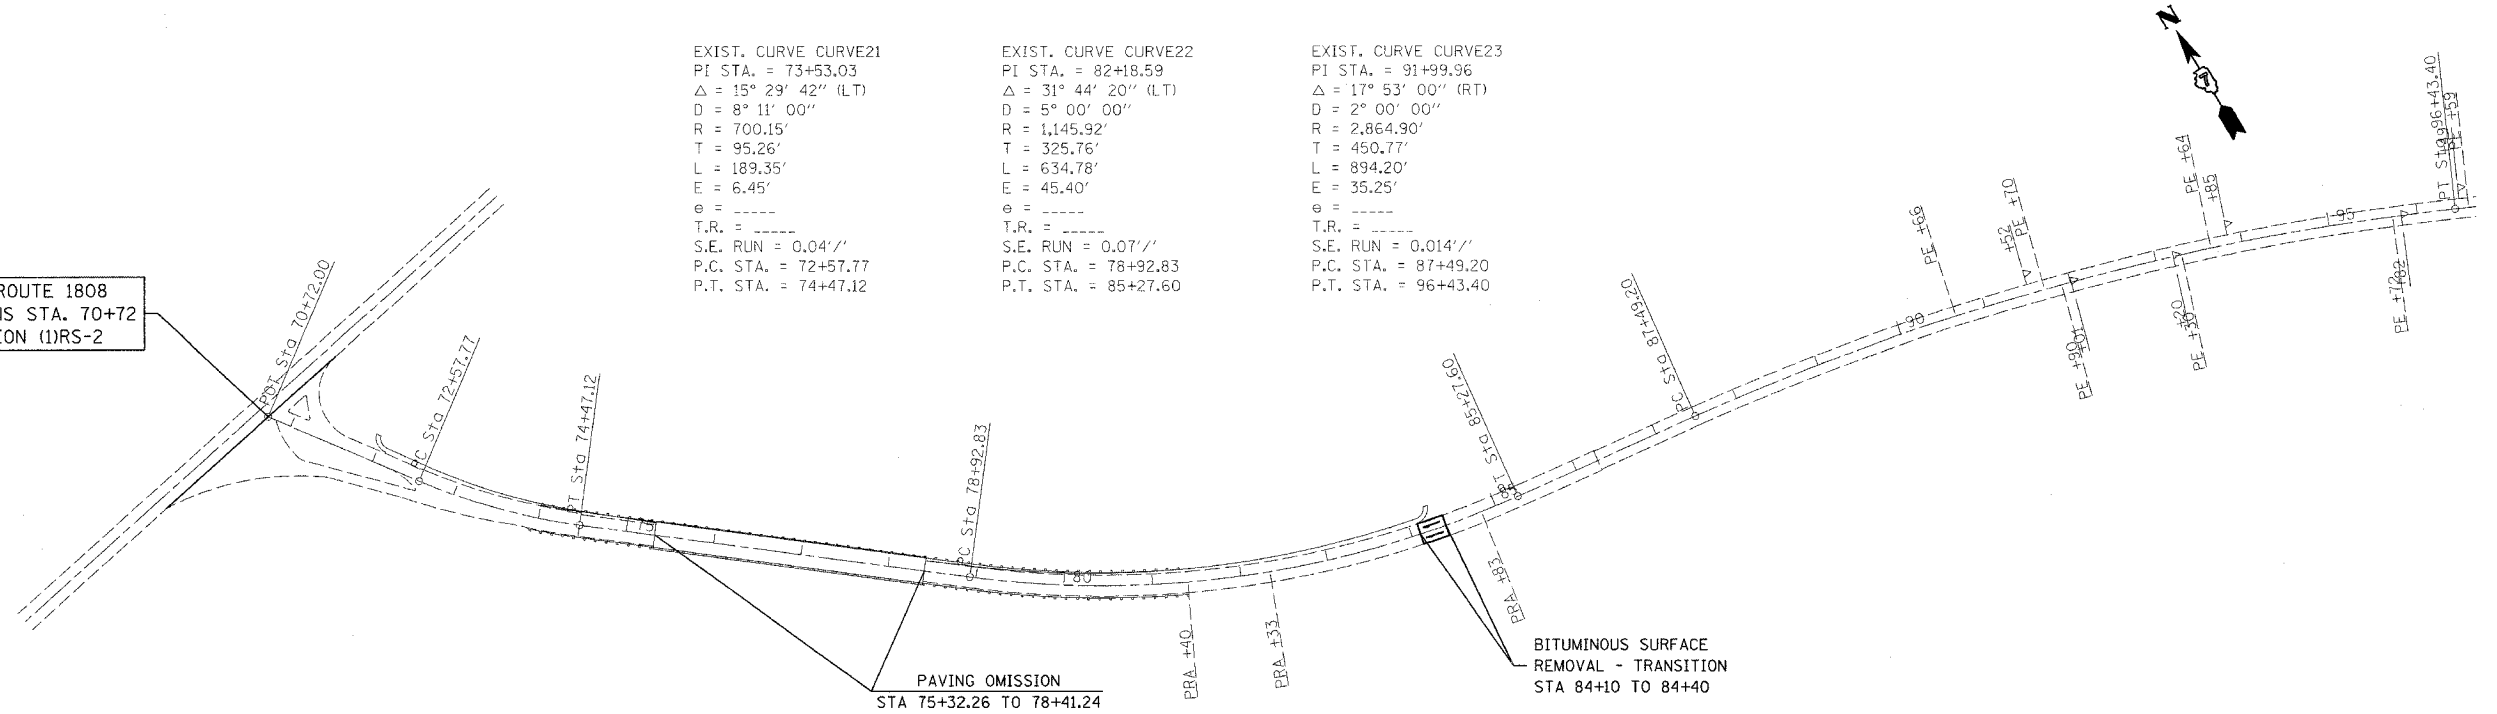 EXIST. CURVE CURVE21
PI STA. = 73+53.03
△ = 15° 29' 42" (LT)
D = 8° 11' 00"
R = 700.15'
T = 95.26'
L = 189.35'
E = 6.45'
e = _____
T.R. = _____
S.E. RUN = 0.04'/'
P.C. STA. = 72+57.77
P.T. STA. = 74+47.12
EXIST. CURVE CURVE22
PI STA. = 82+18.59
△ = 31° 44' 20" (LT)
D = 5° 00' 00"
R = 1,145.92'
T = 325.76'
L = 634.78'
E = 45.40'
e = _____
T.R. = _____
S.E. RUN = 0.07'/'
P.C. STA. = 78+92.83
P.T. STA. = 85+27.60
EXIST. CURVE CURVE23
PI STA. = 91+99.96
△ = 17° 53' 00" (RT)
D = 2° 00' 00"
R = 2,864.90'
T = 450.77'
L = 894.20'
E = 35.25'
e = _____
T.R. = _____
S.E. RUN = 0.014'/'
P.C. STA. = 87+49.20
P.T. STA. = 96+43.40
N
ROUTE 1808
STA. 70+72
(1)RS-2
POT Sta 70+72.00
PC Sta 72+57.77
PT Sta 74+47.12
75
PC Sta 78+92.83
80
PRA +40
PRA +33
85
PT Sta 85+27.60
PRA +83
PC Sta 87+49.20
90
PE +66
+52
PE +70
PE +90
+01
PE +64
+85
+20
PE +30
95
PE +72
+82
PT Sta 96+43.40
PE +59
PAVING OMISSION
STA 75+32.26 TO 78+41.24
BITUMINOUS SURFACE
REMOVAL - TRANSITION
STA 84+10 TO 84+40